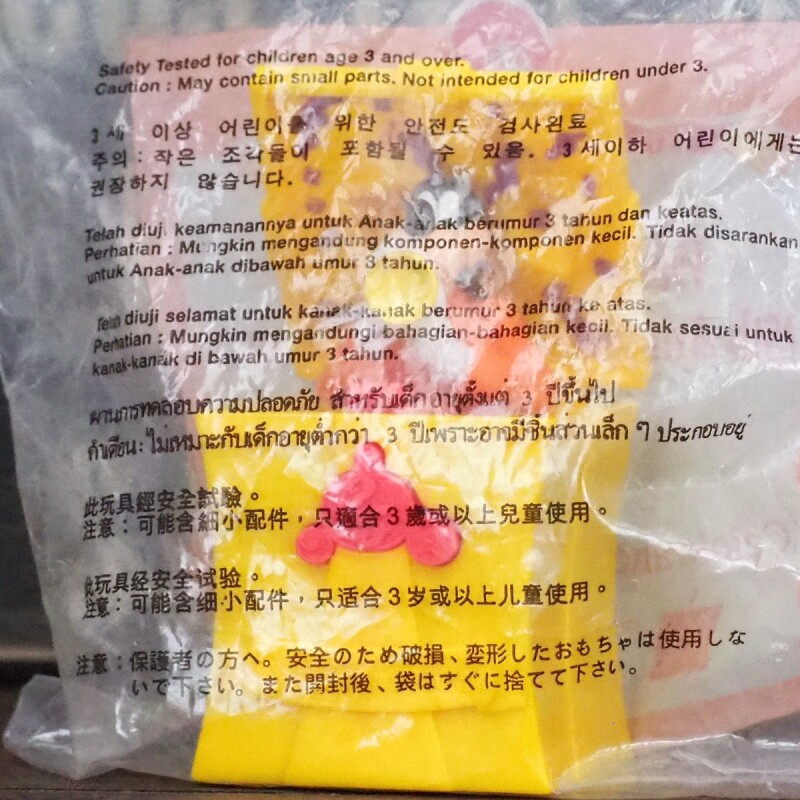 Safety Tested for children age 3 and over.
Caution : May contain small parts. Not intended for children under 3.
3 세 이상 어린이를 위한 안전도 검사완료
주의 : 작은 조각들이 포함될 수 있음. 3 세이하 어린이에게는
권장하지 않습니다.
Telah diuji keamanannya untuk Anak-anak berumur 3 tahun dan keatas.
Perhatian : Mungkin mengandung komponen-komponen kecil. Tidak disarankan
untuk Anak-anak dibawah umur 3 tahun.
Telah diuji selamat untuk kanak-kanak berumur 3 tahun ke atas.
Perhatian : Mungkin mengandungi bahagian-bahagian kecil. Tidak sesuai untuk
kanak-kanak di bawah umur 3 tahun.
ผ่านการทดสอบความปลอดภัย สำหรับเด็ก อายุตั้งแต่ 3 ปีขึ้นไป
คำเตือน: ไม่เหมาะกับเด็กอายุต่ำกว่า 3 ปีเพราะอาจมีชิ้นส่วนเล็ก ๆ ประกอบอยู่
此玩具經安全試驗。
注意：可能含細小配件，只適合3歲或以上兒童使用。
此玩具经安全试验。
注意：可能含细小配件，只适合3岁或以上儿童使用。
注意：保護者の方へ。安全のため破損、変形したおもちゃは使用しな
いで下さい。また開封後、袋はすぐに捨てて下さい。